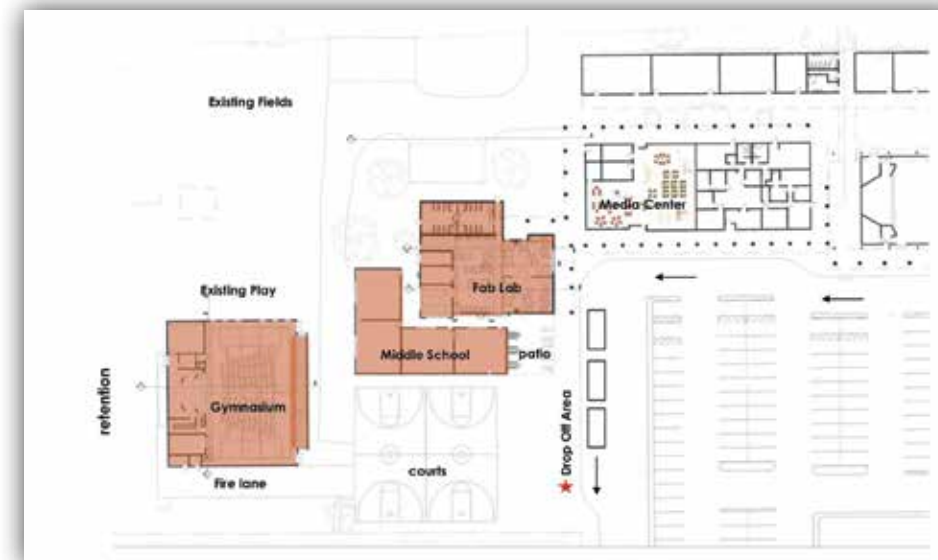 Existing Fields
Media Center
Fab Lab
Existing Play
Middle School
patio
retention
Gymnasium
Drop Off Area
courts
Fire lane